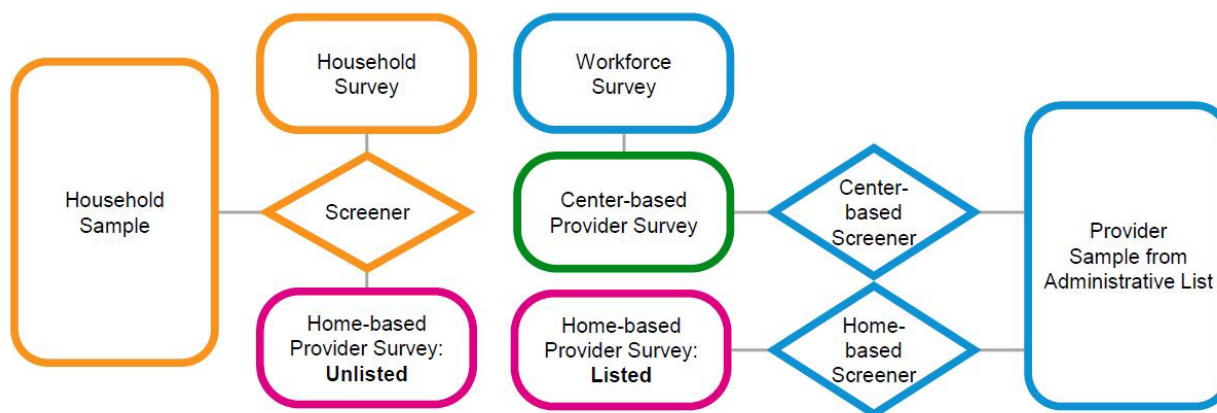 Household
Sample
Household
Survey
Screener
Home-based
Provider Survey:
Unlisted
Workforce
Survey
Center-based
Provider Survey
Home-based
Provider Survey:
Listed
Center-
based
Screener
Home-
based
Screener
Provider
Sample from
Administrative List